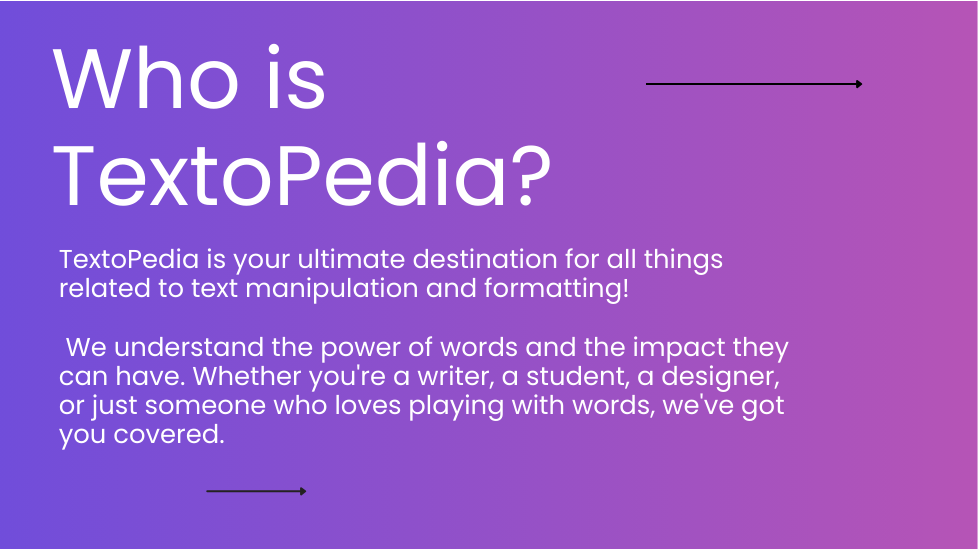 Who is
TextoPedia?
TextoPedia is your ultimate destination for all things
related to text manipulation and formatting!
We understand the power of words and the impact they
can have. Whether you're a writer, a student, a designer,
or just someone who loves playing with words, we've got
you covered.